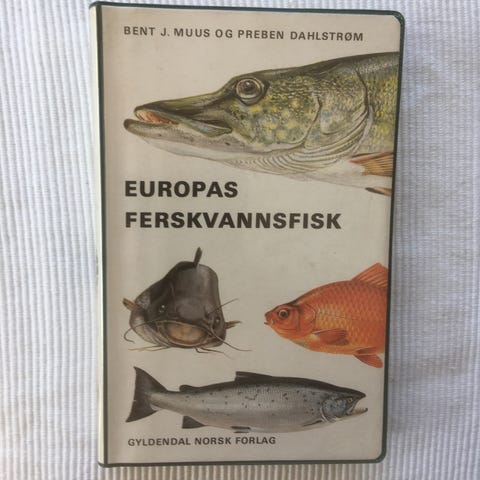 BENT J. MUUS OG PREBEN DAHLSTRØM
EUROPAS
FERSKVANNSFISK
GYLDENDAL NORSK FORLAG